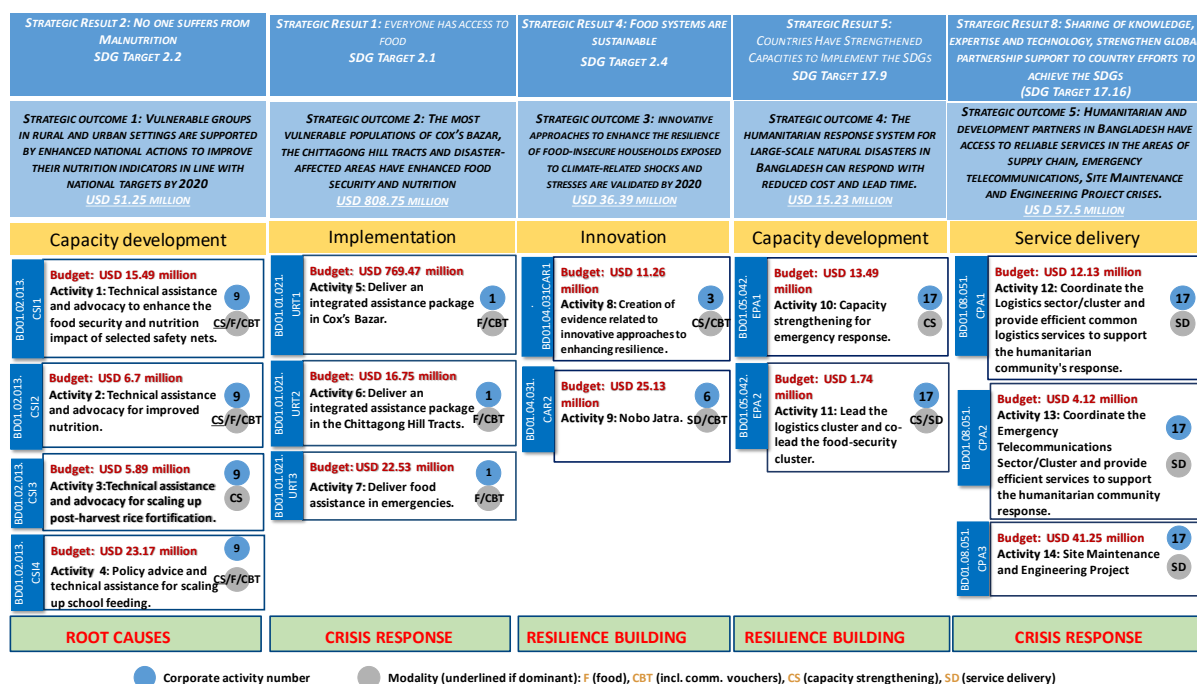 STRATEGIC RESULT 2: NO ONE SUFFERS FROM
MALNUTRITION
SDG TARGET 2.2
STRATEGIC OUTCOME 1: VULNERABLE GROUPS
IN RURAL AND URBAN SETTINGS ARE SUPPORTED
BY ENHANCED NATIONAL ACTIONS TO IMPROVE
THEIR NUTRITION INDICATORS IN LINE WITH
NATIONAL TARGETS BY 2020
USD 51.25 MILLION
Capacity development
BD01.02.013.
CSI1
Budget: USD 15.49 million
Activity 1: Technical assistance
and advocacy to enhance the
food security and nutrition
impact of selected safety nets.
9
CS/F/CBT
BD01.02.013.
CSI2
Budget: USD 6.7 million
Activity 2: Technical assistance
and advocacy for improved
nutrition.
9
CS/F/CBT
BD01.02.013.
CSI3
Budget: USD 5.89 million
Activity 3:Technical assistance
and advocacy for scaling up
post-harvest rice fortification.
9
CS
BD01.02.013.
CSI4
Budget: USD 23.17 million
Activity 4: Policy advice and
technical assistance for scaling
up school feeding.
9
CS/F/CBT
ROOT CAUSES
STRATEGIC RESULT 1: EVERYONE HAS ACCESS TO
FOOD
SDG TARGET 2.1
STRATEGIC OUTCOME 2: THE MOST
VULNERABLE POPULATIONS OF COX'S BAZAR,
THE CHITTAGONG HILL TRACTS AND DISASTER-
AFFECTED AREAS HAVE ENHANCED FOOD
SECURITY AND NUTRITION
USD 808.75 MILLION
Implementation
BD01.01.021.
URT1
Budget: USD 769.47 million
Activity 5: Deliver an
integrated assistance package
in Cox's Bazar.
1
F/CBT
BD01.01.021.
URT2
Budget: USD 16.75 million
Activity 6: Deliver an
integrated assistance package
in the Chittagong Hill Tracts.
1
F/CBT
BD01.01.021.
URT3
Budget:USD 22.53 million
Activity 7: Deliver food
assistance in emergencies.
1
F/CBT
CRISIS RESPONSE
STRATEGIC RESULT 4: FOOD SYSTEMS ARE
SUSTAINABLE
SDG TARGET 2.4
STRATEGIC OUTCOME 3: INNOVATIVE
APPROACHES TO ENHANCE THE RESILIENCE
OF FOOD-INSECURE HOUSEHOLDS EXPOSED
TO CLIMATE-RELATED SHOCKS AND
STRESSES ARE VALIDATED BY 2020
USD 36.39 MILLION
Innovation
BD01.04.031CAR1
Budget: USD 11.26
million
Activity 8: Creation of
evidence related to
innovative approaches to
enhancing resilience.
3
CS/CBT
BD01.04.031.
CAR2
Budget: USD 25.13
million
Activity 9: Nobo Jatra.
6
SD/CBT
RESILIENCE BUILDING
STRATEGIC RESULT 5:
COUNTRIES HAVE STRENGTHENED
CAPACITIES TO IMPLEMENT THE SDGS
SDG TARGET 17.9
STRATEGIC OUTCOME 4: THE
HUMANITARIAN RESPONSE SYSTEM FOR
LARGE-SCALE NATURAL DISASTERS IN
BANGLADESH CAN RESPOND WITH
REDUCED COST AND LEAD TIME.
USD 15.23 MILLION
Capacity development
BD01.05.042.
EPA1
Budget: USD 13.49
million
Activity 10: Capacity
strengthening for
emergency response.
17
CS
BD01.05.042.
EPA2
Budget: USD 1.74
million
Activity 11: Lead the
logistics cluster and co-
lead the food-security
cluster.
17
CS/SD
RESILIENCE BUILDING
STRATEGIC RESULT 8: SHARING OF KNOWLEDGE,
EXPERTISE AND TECHNOLOGY, STRENGTHEN GLOBAL
PARTNERSHIP SUPPORT TO COUNTRY EFFORTS TO
ACHIEVE THE SDGS
(SDG TARGET 17.16)
STRATEGIC OUTCOME 5: HUMANITARIAN
AND DEVELOPMENT PARTNERS IN BANGLADESH HAVE
ACCESS TO RELIABLE SERVICES IN THE AREAS OF
SUPPLY CHAIN, EMERGENCY
TELECOMMUNICATIONS, SITE MAINTENANCE
AND ENGINEERING PROJECT CRISES.
US D 57.5 MILLION
Service delivery
BD01.08.051.
CPA1
Budget: USD 12.13
million
Activity 12: Coordinate the
Logistics sector/cluster and
provide efficient common
logistics services to support
the humanitarian
community's response.
17
SD
BD01.08.051.
CPA2
Budget: USD 4.12 million
Activity 13: Coordinate the
Emergency
Telecommunications
Sector/Cluster and provide
efficient services to support
the humanitarian community
response.
17
SD
BD01.08.051.
CPA3
Budget: USD 41.25 million
Activity 14: Site Maintenance
and Engineering Project
17
SD
CRISIS RESPONSE
Corporate activity number
Modality (underlined if dominant): F (food), CBT (incl. comm. vouchers), CS (capacity strengthening), SD (service delivery)